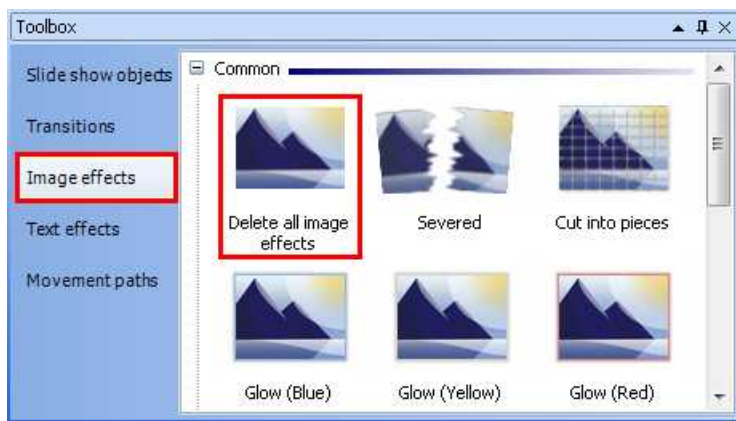 Toolbox
Slide show objects
Transitions
Image effects
Text effects
Movement paths
Common
Delete all image
effects
Severed
Cut into pieces
Glow (Blue)
Glow (Yellow)
Glow (Red)